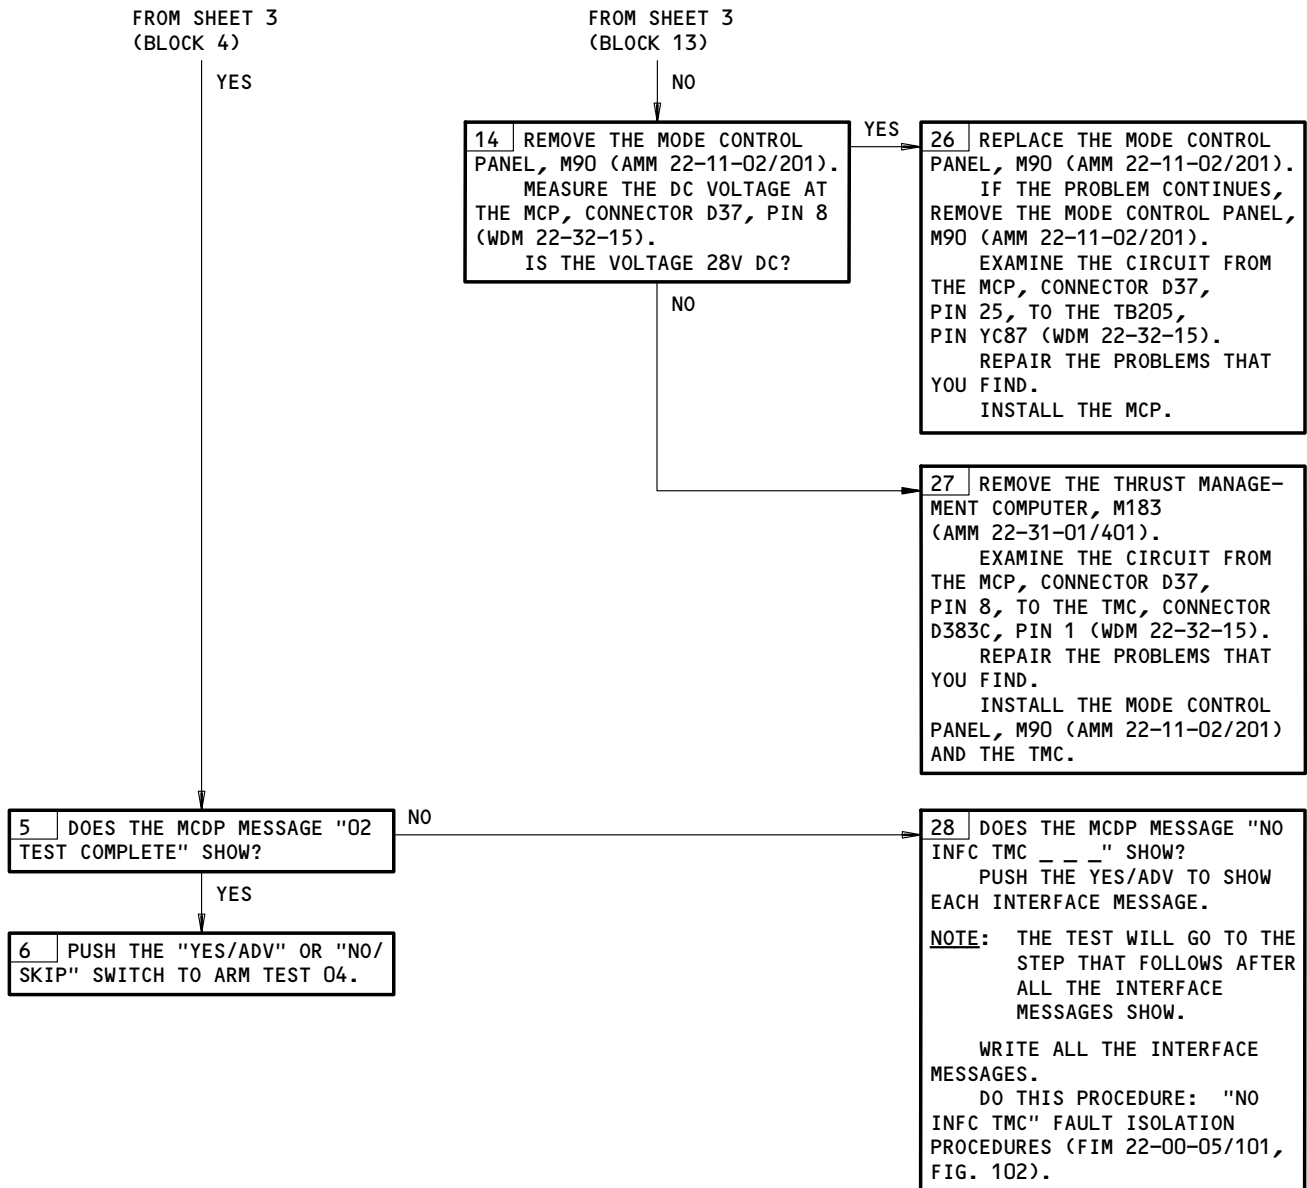 FROM SHEET 3
(BLOCK 4)
YES
FROM SHEET 3
(BLOCK 13)
NO
14 REMOVE THE MODE CONTROL
PANEL, M90 (AMM 22-11-02/201).
MEASURE THE DC VOLTAGE AT
THE MCP, CONNECTOR D37, PIN 8
(WDM 22-32-15).
IS THE VOLTAGE 28V DC?
YES
NO
26 REPLACE THE MODE CONTROL
PANEL, M90 (AMM 22-11-02/201).
IF THE PROBLEM CONTINUES,
REMOVE THE MODE CONTROL PANEL,
M90 (AMM 22-11-02/201).
EXAMINE THE CIRCUIT FROM
THE MCP, CONNECTOR D37,
PIN 25, TO THE TB205,
PIN YC87 (WDM 22-32-15).
REPAIR THE PROBLEMS THAT
YOU FIND.
INSTALL THE MCP.
27 REMOVE THE THRUST MANAGE-
MENT COMPUTER, M183
(AMM 22-31-01/401).
EXAMINE THE CIRCUIT FROM
THE MCP, CONNECTOR D37,
PIN 8, TO THE TMC, CONNECTOR
D383C, PIN 1 (WDM 22-32-15).
REPAIR THE PROBLEMS THAT
YOU FIND.
INSTALL THE MODE CONTROL
PANEL, M90 (AMM 22-11-02/201)
AND THE TMC.
5 DOES THE MCDP MESSAGE "02
TEST COMPLETE" SHOW?
NO
YES
6 PUSH THE "YES/ADV" OR "NO/
SKIP" SWITCH TO ARM TEST 04.
28 DOES THE MCDP MESSAGE "NO
INFC TMC _ _ _" SHOW?
PUSH THE YES/ADV TO SHOW
EACH INTERFACE MESSAGE.
NOTE: THE TEST WILL GO TO THE
STEP THAT FOLLOWS AFTER
ALL THE INTERFACE
MESSAGES SHOW.
WRITE ALL THE INTERFACE
MESSAGES.
DO THIS PROCEDURE: "NO
INFC TMC" FAULT ISOLATION
PROCEDURES (FIM 22-00-05/101,
FIG. 102).